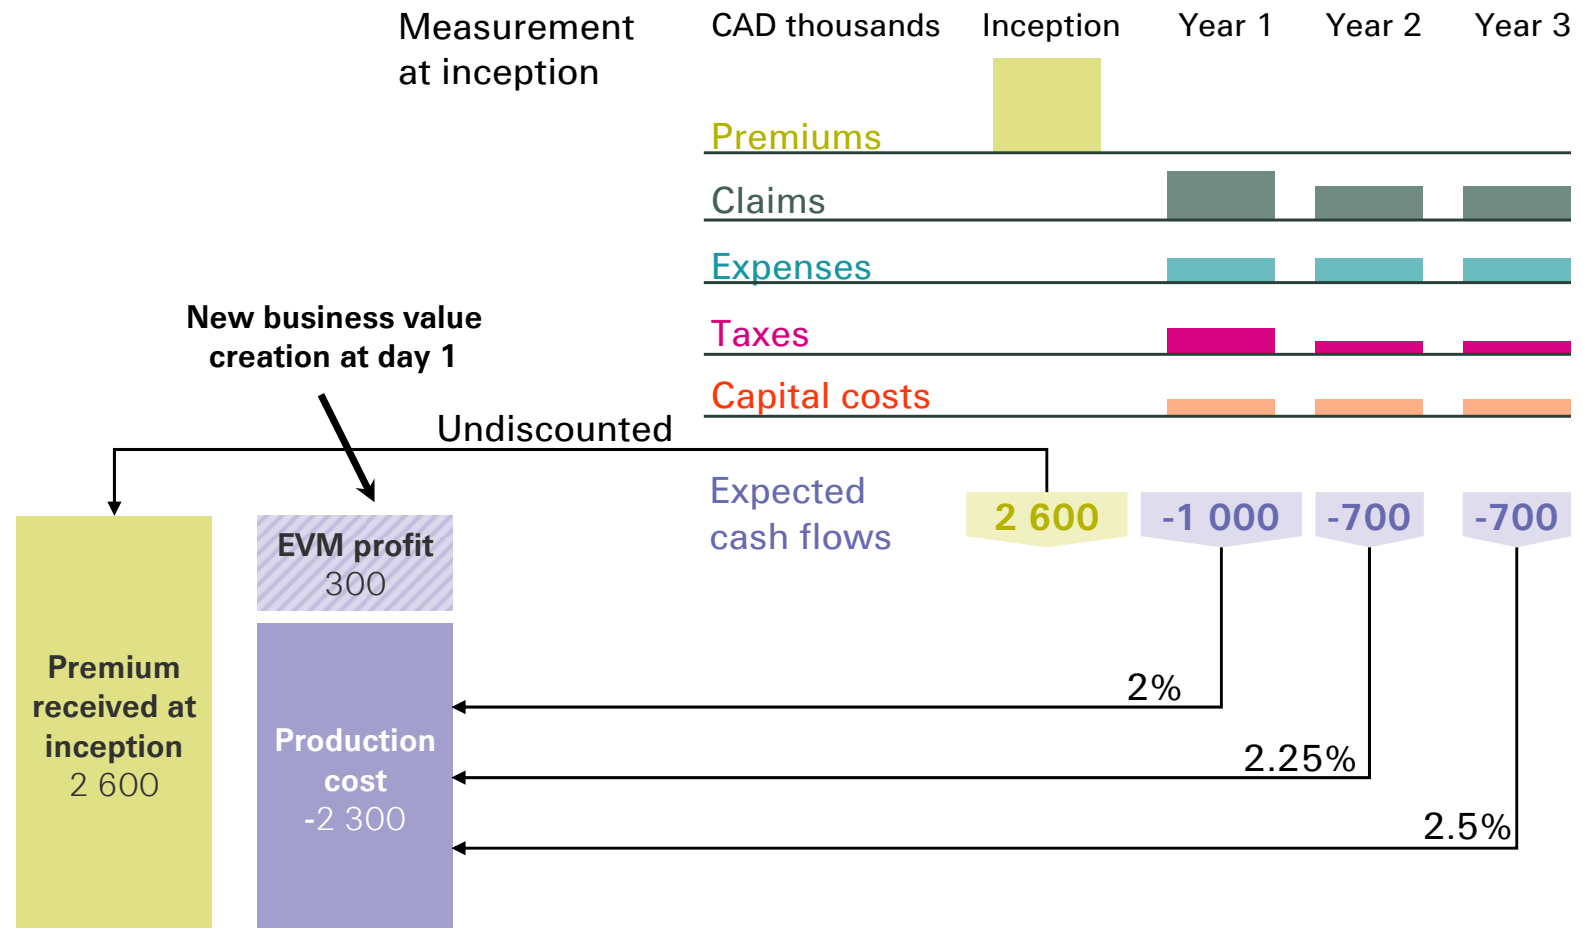 Measurement
at inception
CAD thousands Inception Year 1 Year 2 Year 3
Premiums
Claims
Expenses
Taxes
Capital costs
New business value
creation at day 1
Undiscounted
Expected
cash flows
2 600 -1 000 -700 -700
EVM profit
300
Premium
received at
inception
2 600
Production
cost
-2 300
2%
2.25%
2.5%